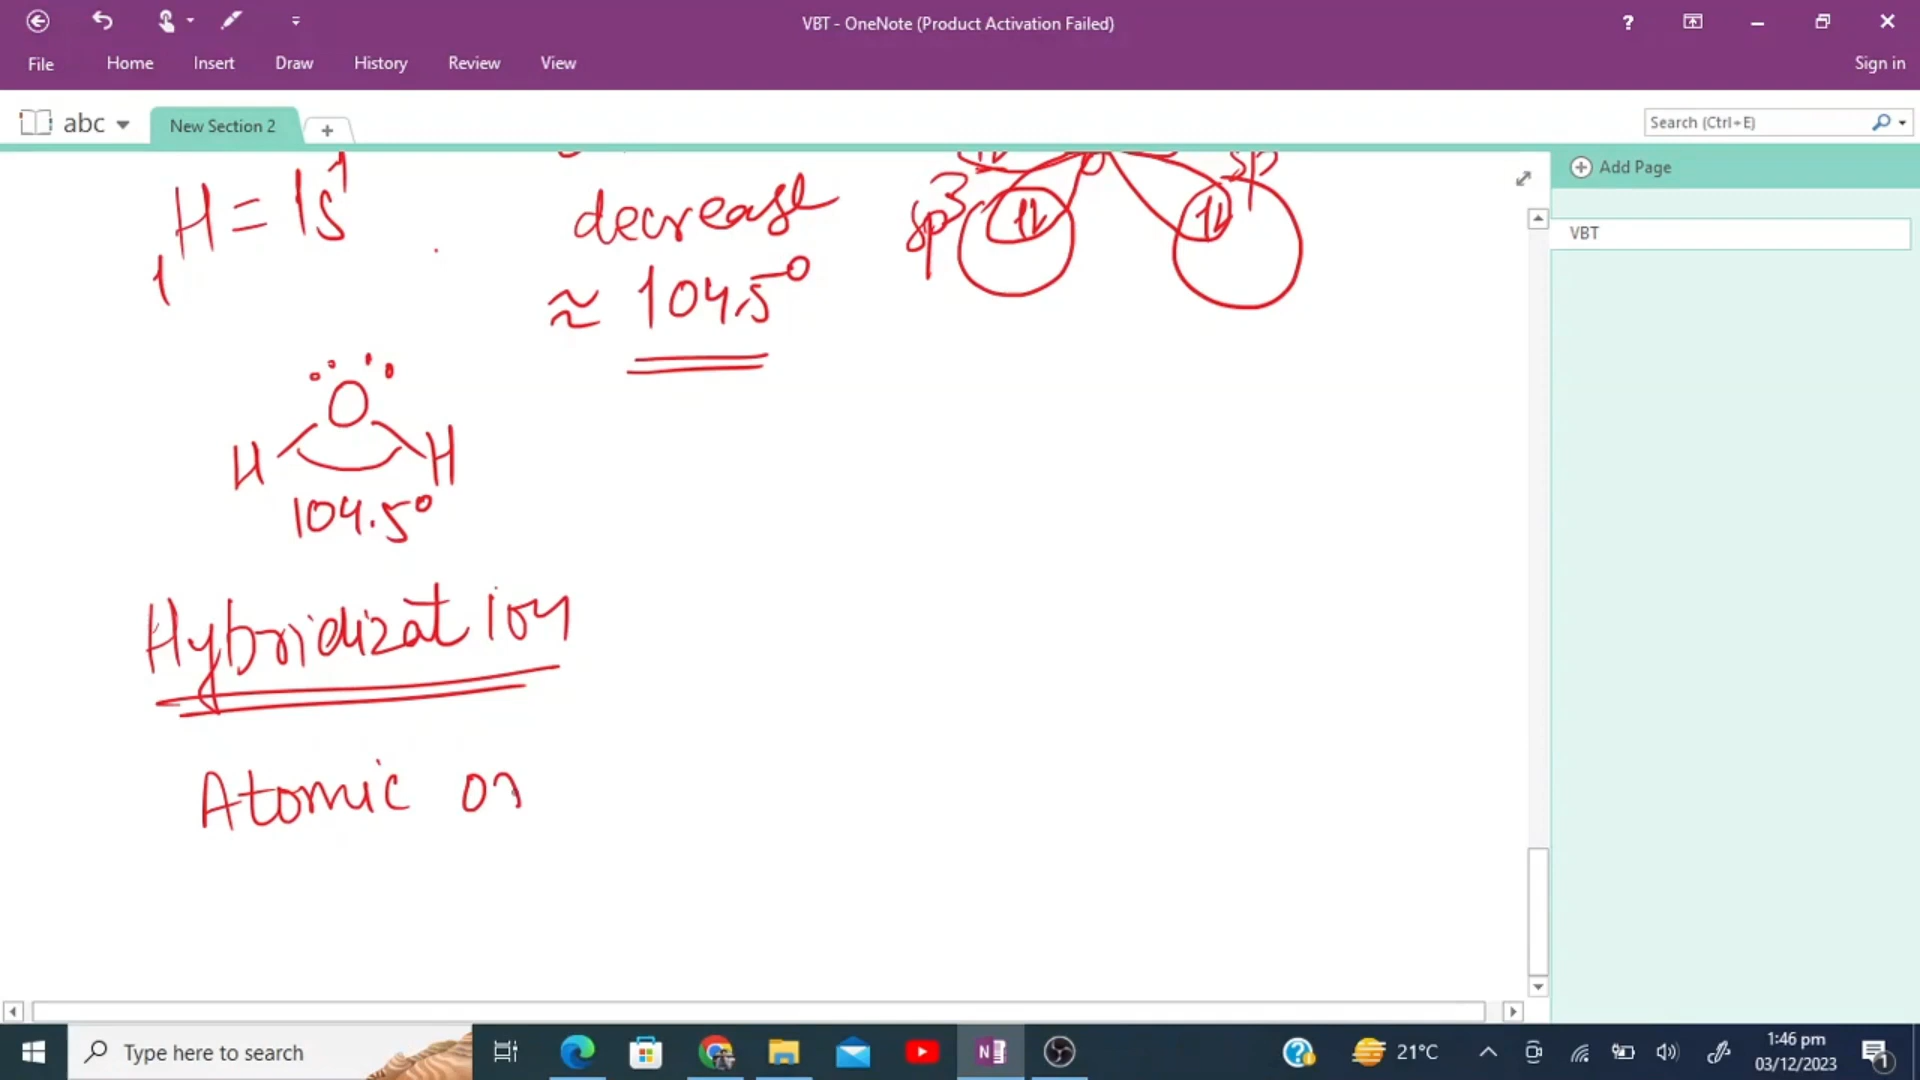 VBT - OneNote (Product Activation Failed)
?
File Home Insert Draw History Review View
Sign in
abc
New Section 2
+
Search (Ctrl+E)
Add Page
VBT
₁H = 1s¹
decrease
≈ 104.5°
sp³
sp
O
H H
104.5°
Hybridization
Atomic or
Type here to search
N
21°C
1:46 pm
03/12/2023
1